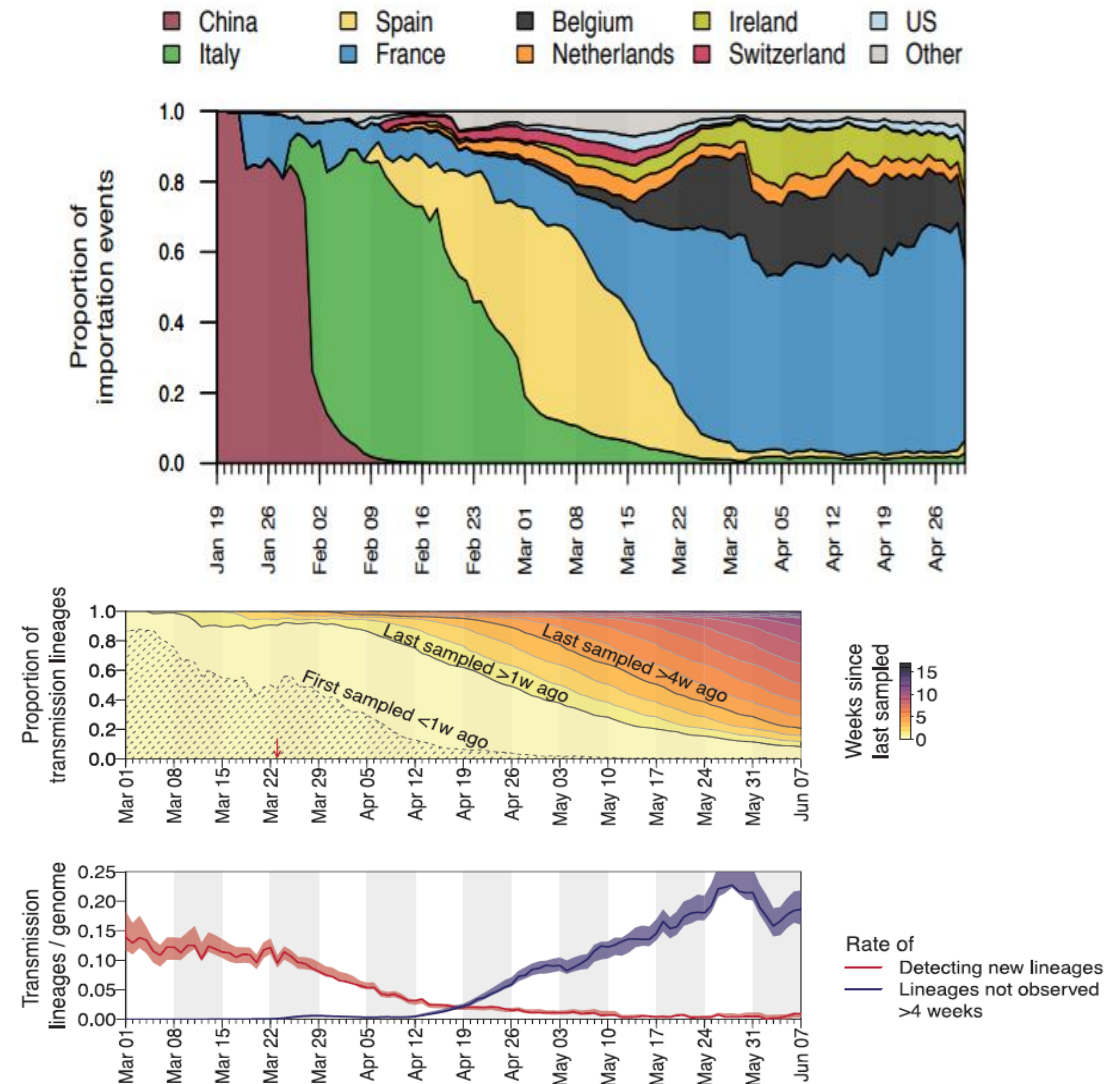 China Spain Belgium Ireland US
Italy France Netherlands Switzerland Other
Proportion of
importation events
1.0
0.8
0.6
0.4
0.2
0.0
Jan 19 Jan 26 Feb 02 Feb 09 Feb 16 Feb 23 Mar 01 Mar 08 Mar 15 Mar 22 Mar 29 Apr 05 Apr 12 Apr 19 Apr 26
Proportion of
transmission lineages
1.0
0.8
0.6
0.4
0.2
0.0
Last sampled >1w ago
Last sampled >4w ago
First sampled <1w ago
Mar 01 Mar 08 Mar 15 Mar 22 Mar 29 Apr 05 Apr 12 Apr 19 Apr 26 May 03 May 10 May 17 May 24 May 31 Jun 07
Weeks since
last sampled
15
10
5
0
Transmission
lineages / genome
0.25
0.20
0.15
0.10
0.05
0.00
Mar 01 Mar 08 Mar 15 Mar 22 Mar 29 Apr 05 Apr 12 Apr 19 Apr 26 May 03 May 10 May 17 May 24 May 31 Jun 07
Rate of
Detecting new lineages
Lineages not observed
>4 weeks